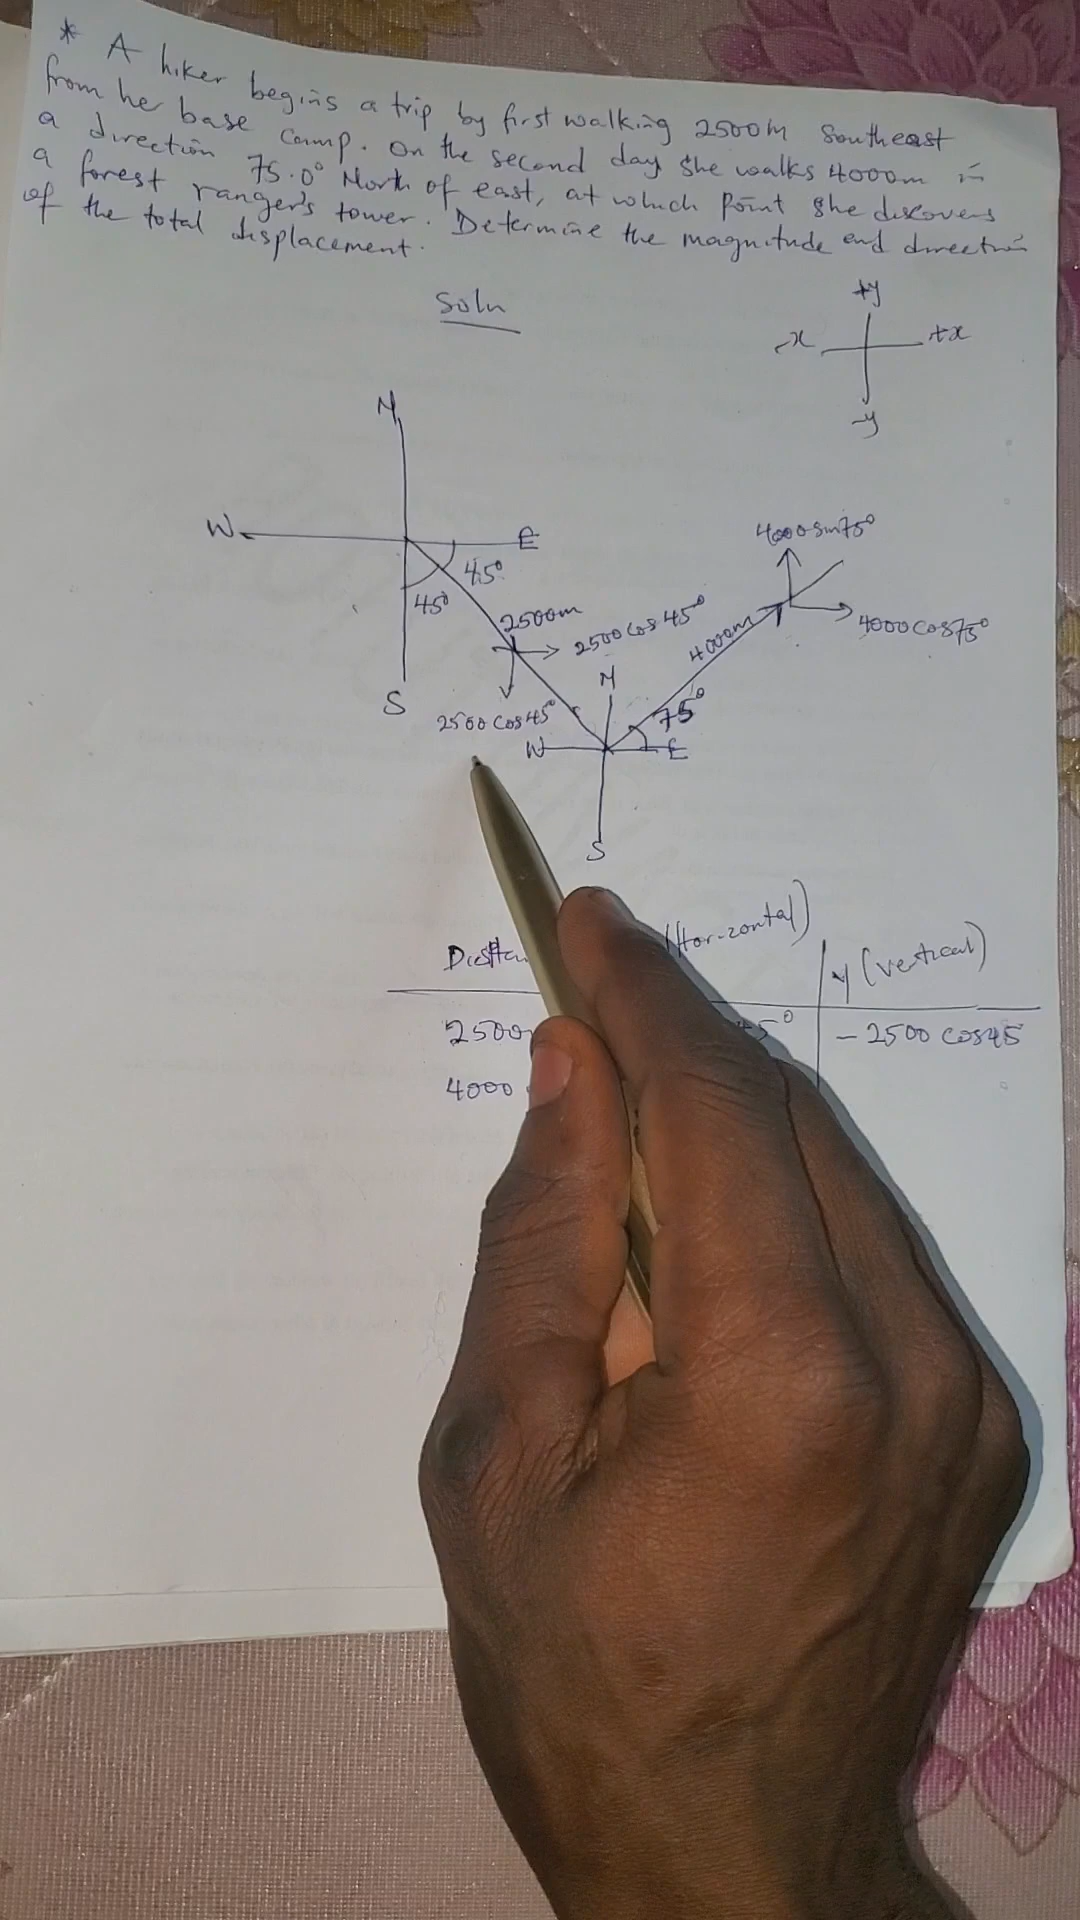 * A hiker begins a trip by first walking 2500m Southeast
from her base camp. On the second day she walks 4000m in
a direction 75.0° North of east, at which point she discovers
a forest ranger's tower. Determine the magnitude and direction
of the total displacement.
Soln
+y
-x +x
-y
N
W E
45°
45°
S
2500m
2500 cos 45°
2500 cos 45°
4000 sin 75°
4000 cos 75°
4000m
N
75°
W E
S
(Horizontal) y (vertical)
2500 5° - 2500 cos 45
4000